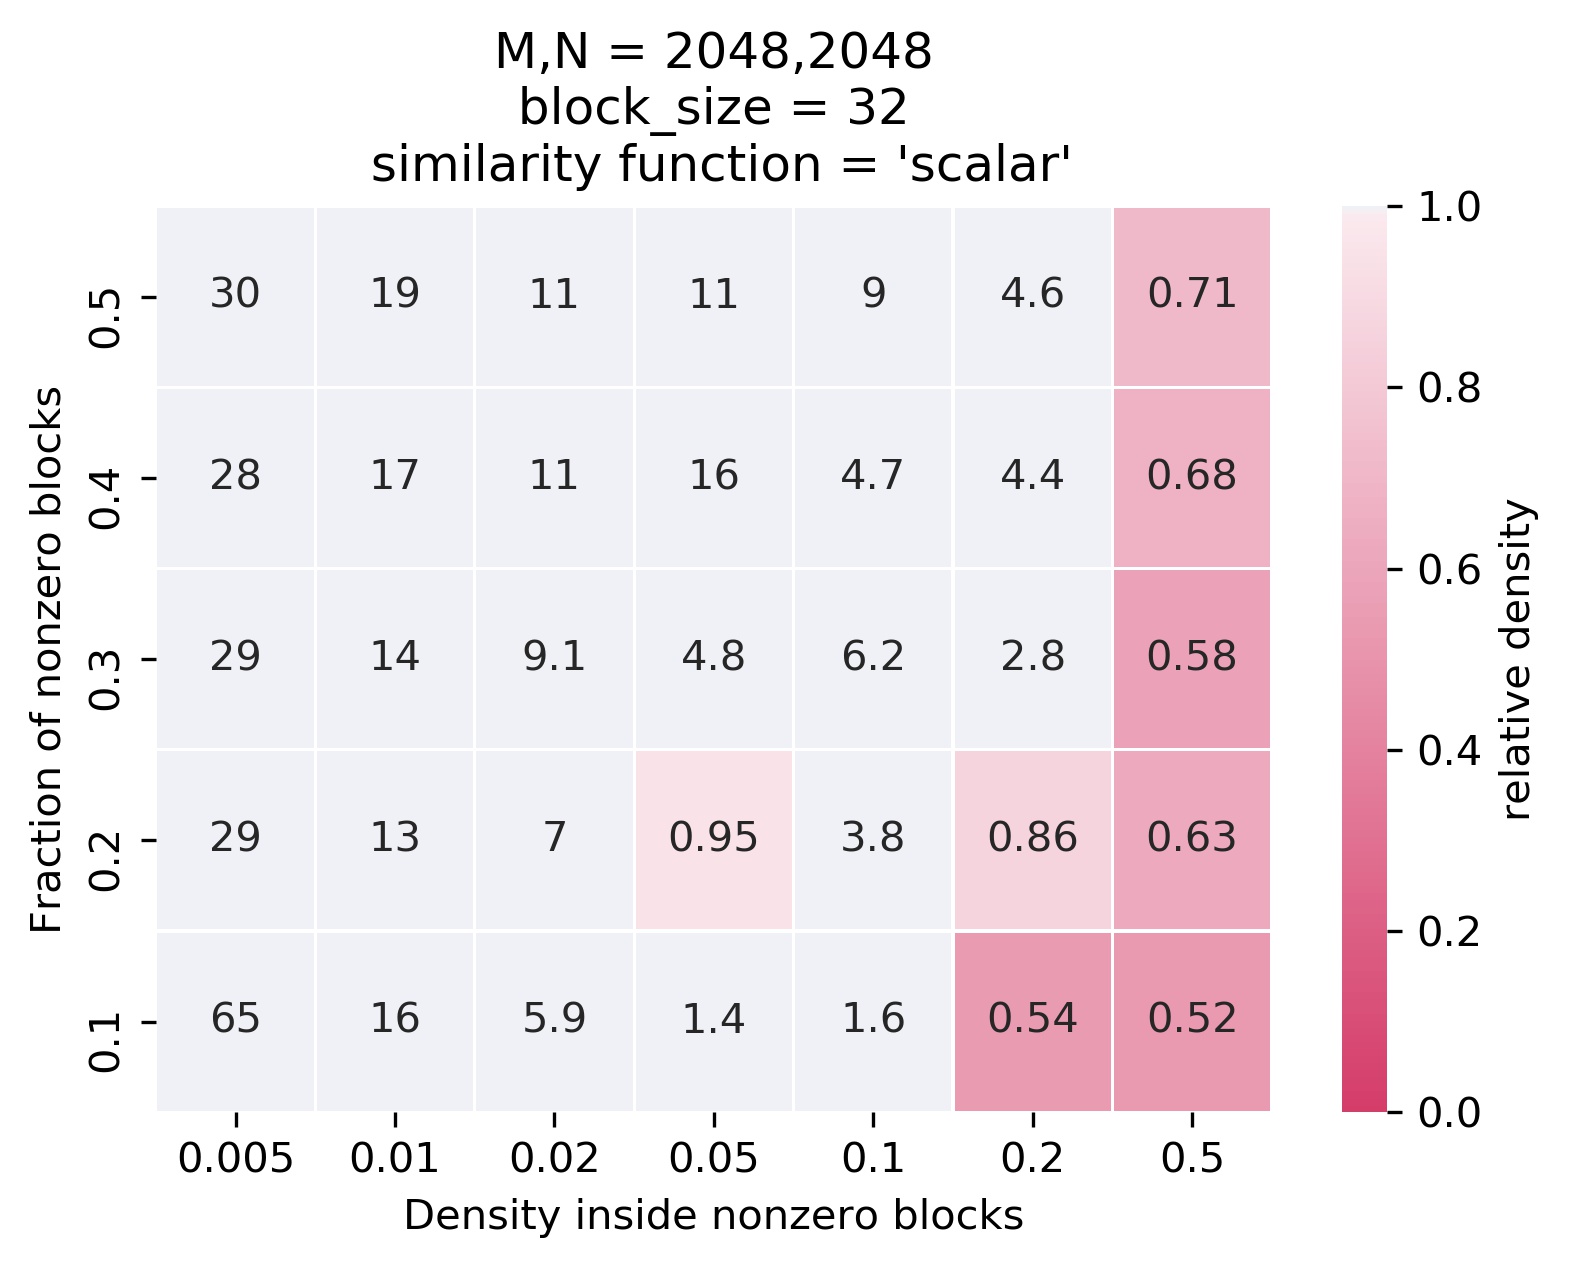 M,N = 2048,2048
block_size = 32
similarity function = 'scalar'
Fraction of nonzero blocks
0.5 30 19 11 11 9 4.6 0.71
0.4 28 17 11 16 4.7 4.4 0.68
0.3 29 14 9.1 4.8 6.2 2.8 0.58
0.2 29 13 7 0.95 3.8 0.86 0.63
0.1 65 16 5.9 1.4 1.6 0.54 0.52
0.005 0.01 0.02 0.05 0.1 0.2 0.5
Density inside nonzero blocks
1.0
0.8
0.6
0.4
0.2
0.0
relative density